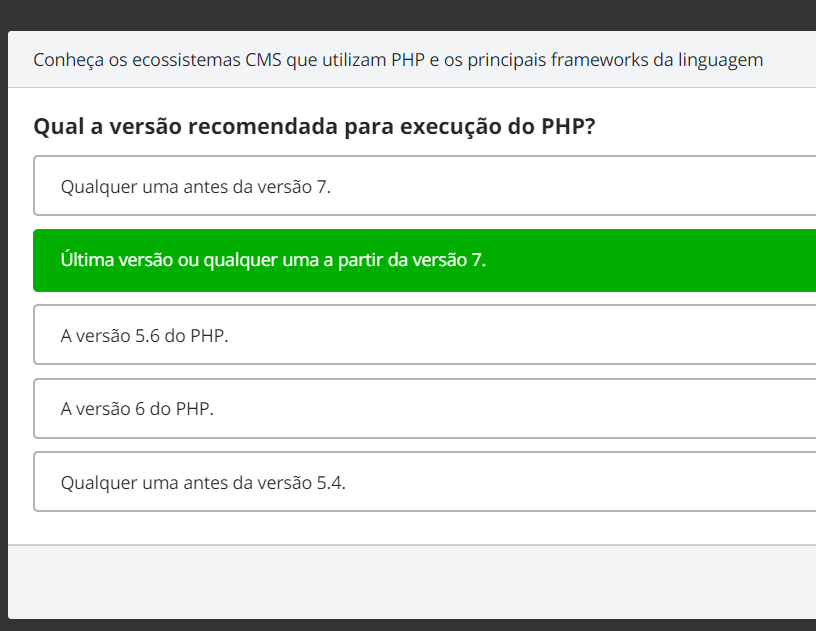 Conheça os ecossistemas CMS que utilizam PHP e os principais frameworks da linguagem
Qual a versão recomendada para execução do PHP?
Qualquer uma antes da versão 7.
Última versão ou qualquer uma a partir da versão 7.
A versão 5.6 do PHP.
A versão 6 do PHP.
Qualquer uma antes da versão 5.4.